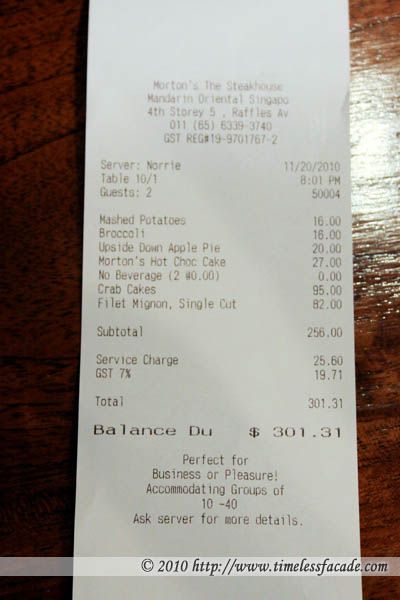 Morton's The Steakhouse
Mandarin Oriental Singapo
4th Storey 5 , Raffles Av
011 (65) 6339-3740
GST REG#19-9701767-2
Server: Norrie 11/20/2010
Table 10/1 8:01 PM
Guests: 2 50004
Mashed Potatoes 16.00
Broccoli 16.00
Upside Down Apple Pie 20.00
Morton's Hot Choc Cake 27.00
No Beverage (2 @0.00) 0.00
Crab Cakes 95.00
Filet Mignon, Single Cut 82.00
Subtotal 256.00
Service Charge 25.60
GST 7% 19.71
Total 301.31
Balance Du $ 301.31
Perfect for
Business or Pleasure!
Accommodating Groups of
10 -40
Ask server for more details.
© 2010 http://www.timelessfacade.com